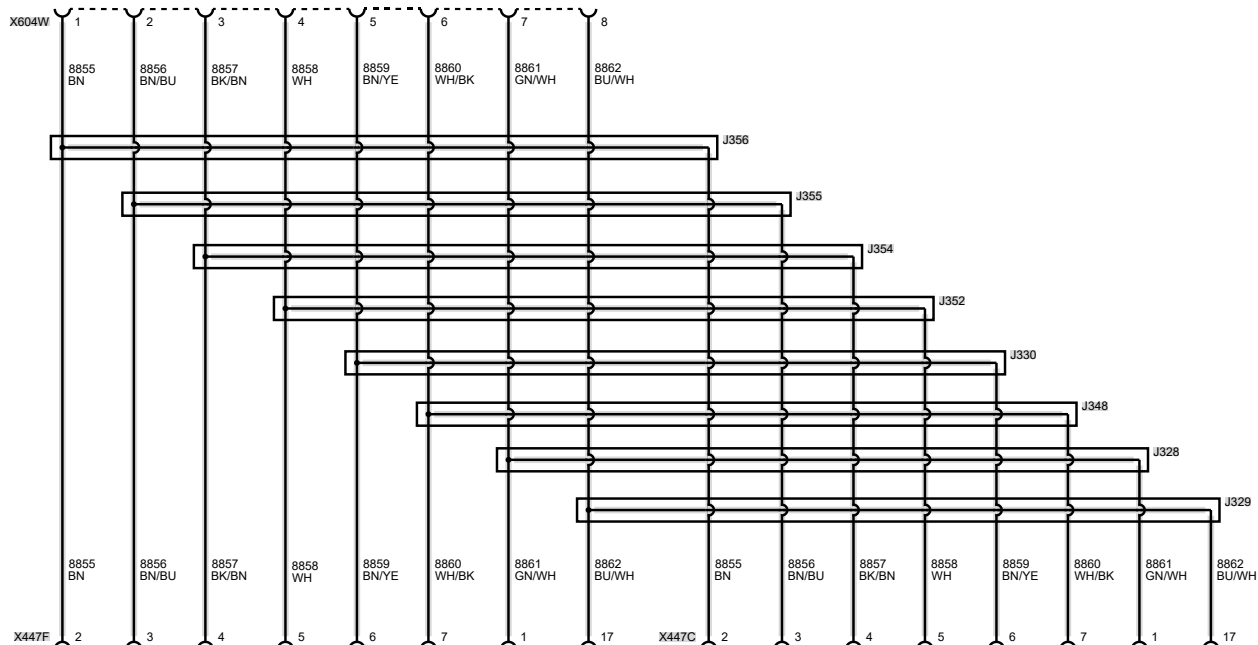 X604W 1 2 3 4 5 6 7 8
8855 8856 8857 8858 8859 8860 8861 8862
BN BN/BU BK/BN WH BN/YE WH/BK GN/WH BU/WH
J356
J355
J354
J352
J330
J348
J328
J329
8855 8856 8857 8858 8859 8860 8861 8862 8855 8856 8857 8858 8859 8860 8861 8862
BN BN/BU BK/BN WH BN/YE WH/BK GN/WH BU/WH BN BN/BU BK/BN WH BN/YE WH/BK GN/WH BU/WH
X447F 2 3 4 5 6 7 1 17 X447C 2 3 4 5 6 7 1 17